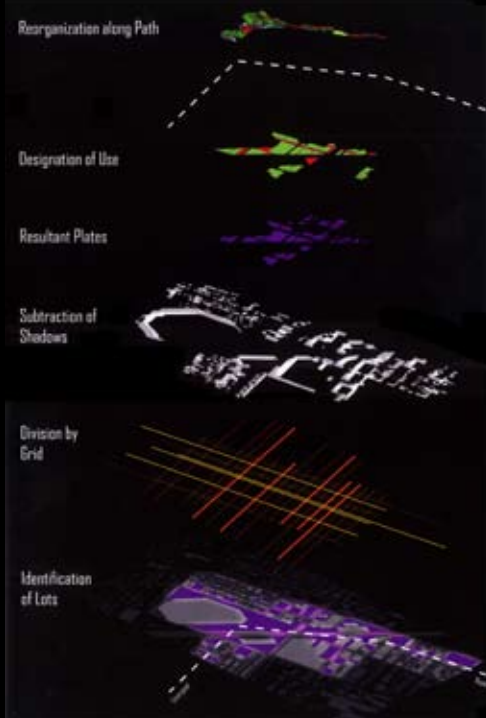 Reorganization along Path
Designation of Use
Resultant Plates
Subtraction of
Shadows
Division by
Grid
Identification
of Lots